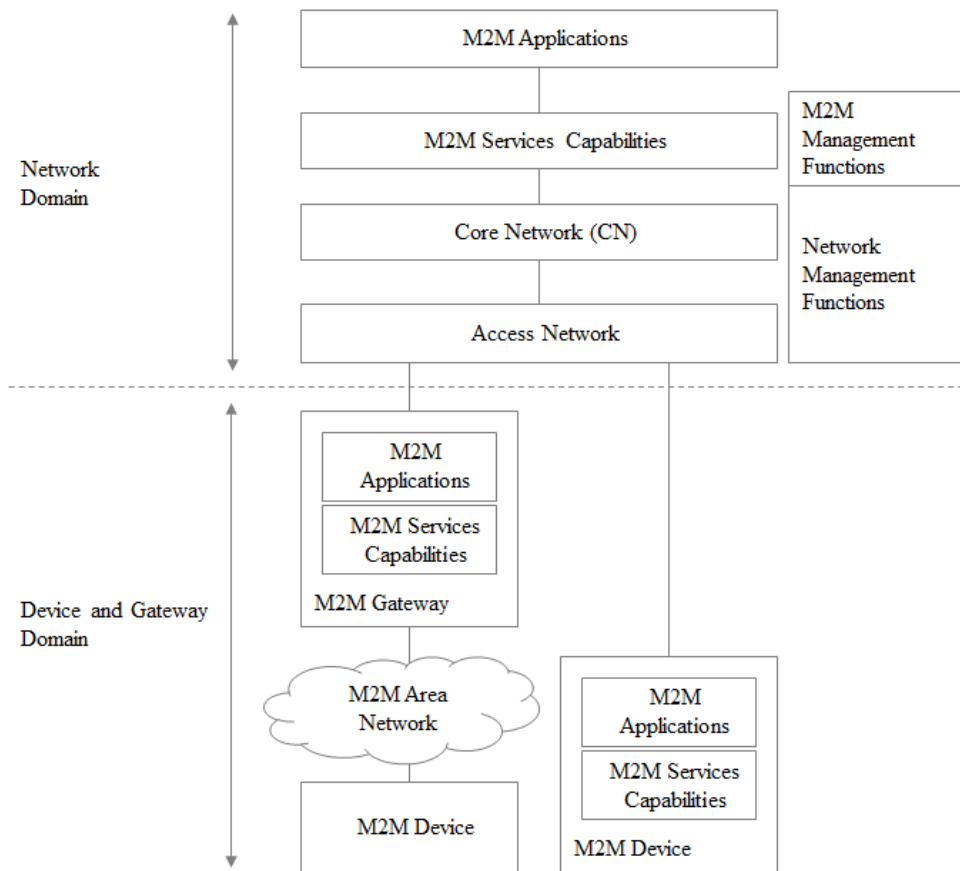 M2M Applications
M2M Services Capabilities
M2M
Management
Functions
Network
Domain
Core Network (CN)
Network
Management
Functions
Access Network
M2M
Applications
M2M Services
Capabilities
M2M Gateway
Device and Gateway
Domain
M2M Area
Network
M2M Device
M2M
Applications
M2M Services
Capabilities
M2M Device